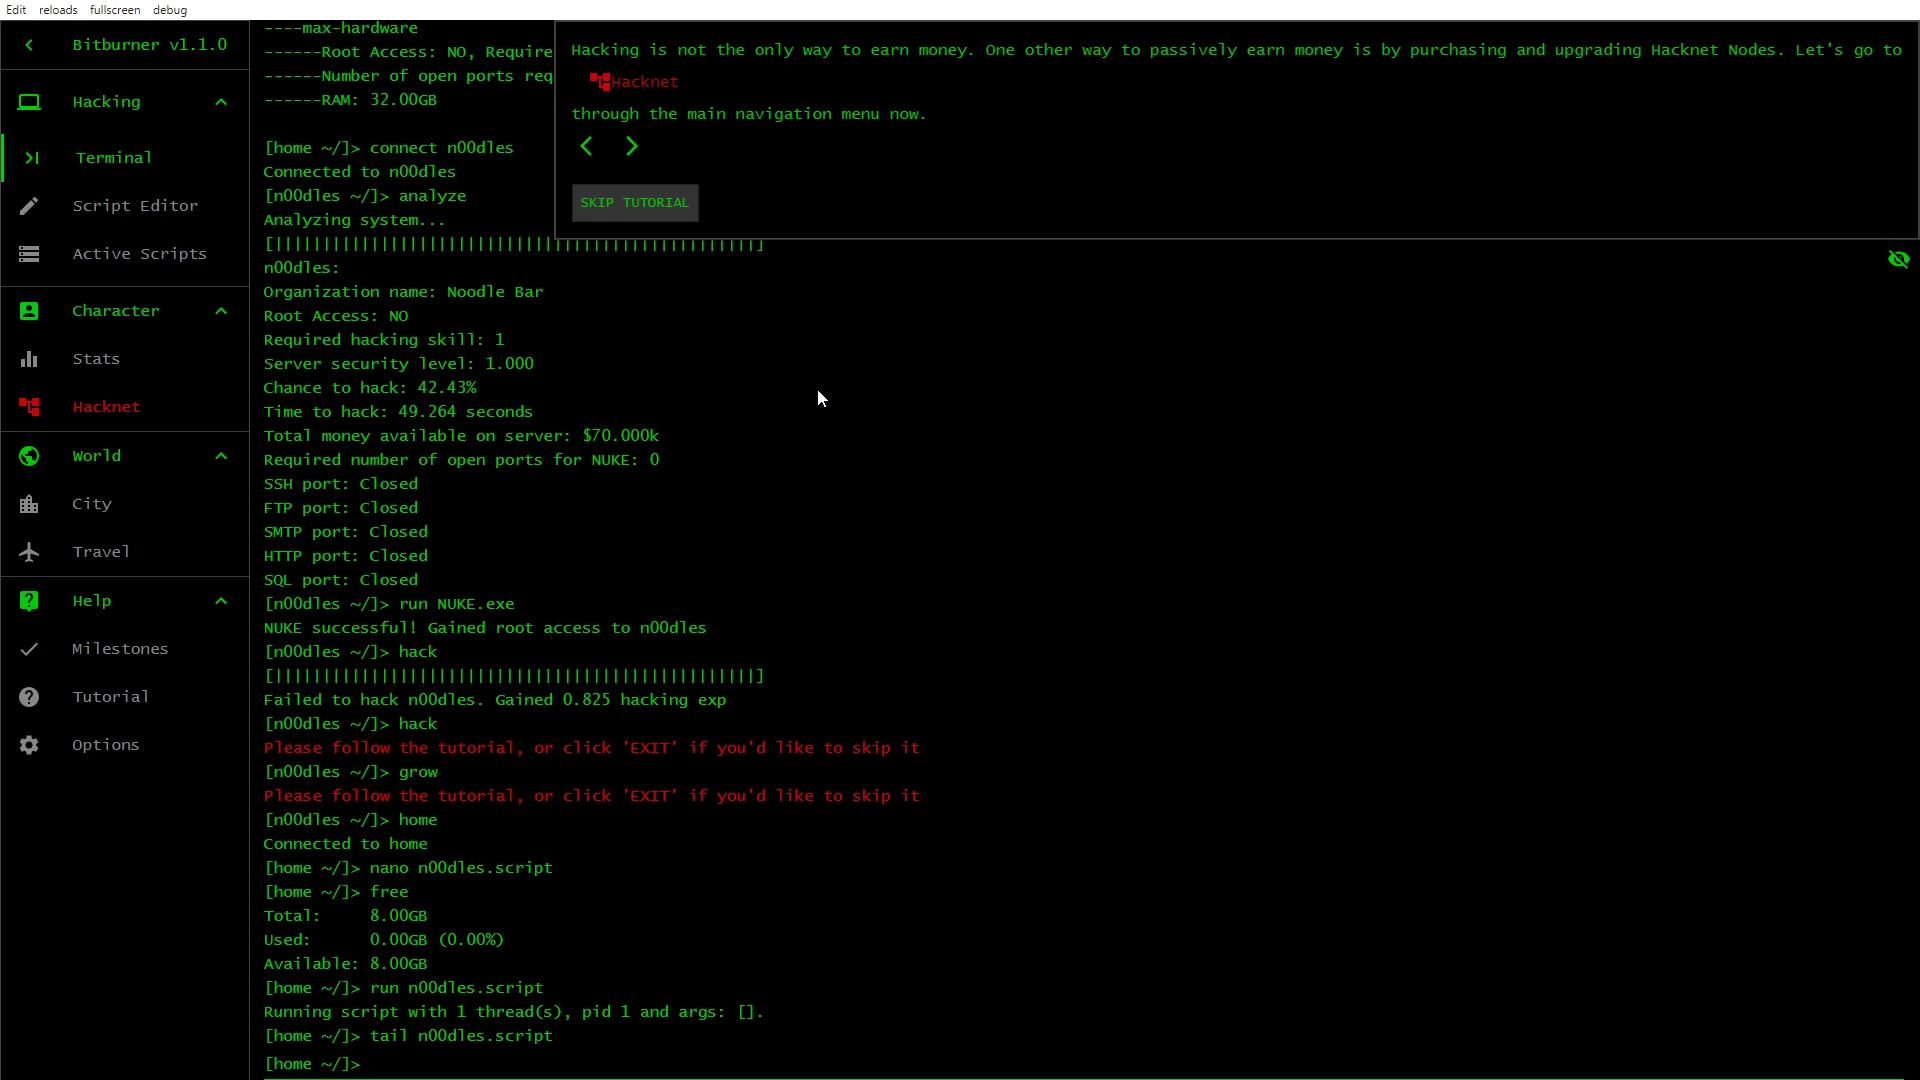 Edit reloads fullscreen debug
Bitburner v1.1.0
Hacking
Terminal
Script Editor
Active Scripts
Character
Stats
Hacknet
World
City
Travel
Help
Milestones
Tutorial
Options
----max-hardware
------Root Access: NO, Require
------Number of open ports req
------RAM: 32.00GB
[home ~/]> connect n00dles
Connected to n00dles
[n00dles ~/]> analyze
Analyzing system...
[||||||||||||||||||||||||||||||||||||||||||||||||||]
n00dles:
Organization name: Noodle Bar
Root Access: NO
Required hacking skill: 1
Server security level: 1.000
Chance to hack: 42.43%
Time to hack: 49.264 seconds
Total money available on server: $70.000k
Required number of open ports for NUKE: 0
SSH port: Closed
FTP port: Closed
SMTP port: Closed
HTTP port: Closed
SQL port: Closed
[n00dles ~/]> run NUKE.exe
NUKE successful! Gained root access to n00dles
[n00dles ~/]> hack
[||||||||||||||||||||||||||||||||||||||||||||||||||]
Failed to hack n00dles. Gained 0.825 hacking exp
[n00dles ~/]> hack
Please follow the tutorial, or click 'EXIT' if you'd like to skip it
[n00dles ~/]> grow
Please follow the tutorial, or click 'EXIT' if you'd like to skip it
[n00dles ~/]> home
Connected to home
[home ~/]> nano n00dles.script
[home ~/]> free
Total: 8.00GB
Used: 0.00GB (0.00%)
Available: 8.00GB
[home ~/]> run n00dles.script
Running script with 1 thread(s), pid 1 and args: [].
[home ~/]> tail n00dles.script
[home ~/]>
Hacking is not the only way to earn money. One other way to passively earn money is by purchasing and upgrading Hacknet Nodes. Let's go to
Hacknet
through the main navigation menu now.
SKIP TUTORIAL